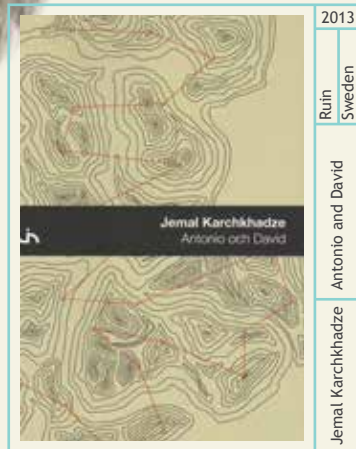 Jemal Karchkhadze
Antonio och David
2013
Ruin
Sweden
Antonio and David
Jemal Karchkhadze